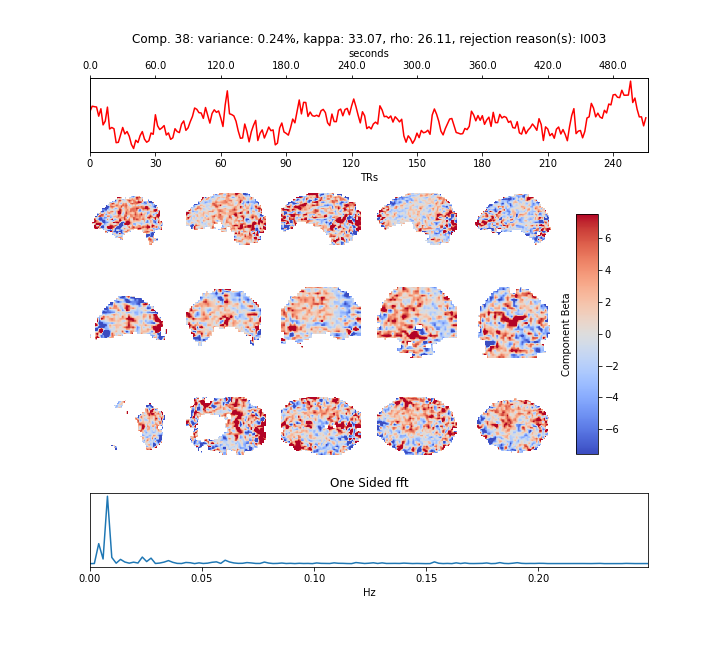 Comp. 38: variance: 0.24%, kappa: 33.07, rho: 26.11, rejection reason(s): I003
seconds
0.0 60.0 120.0 180.0 240.0 300.0 360.0 420.0 480.0
0 30 60 90 120 150 180 210 240
TRs
6
4
2
0
−2
−4
−6
Component Beta
One Sided fft
0.00 0.05 0.10 0.15 0.20
Hz